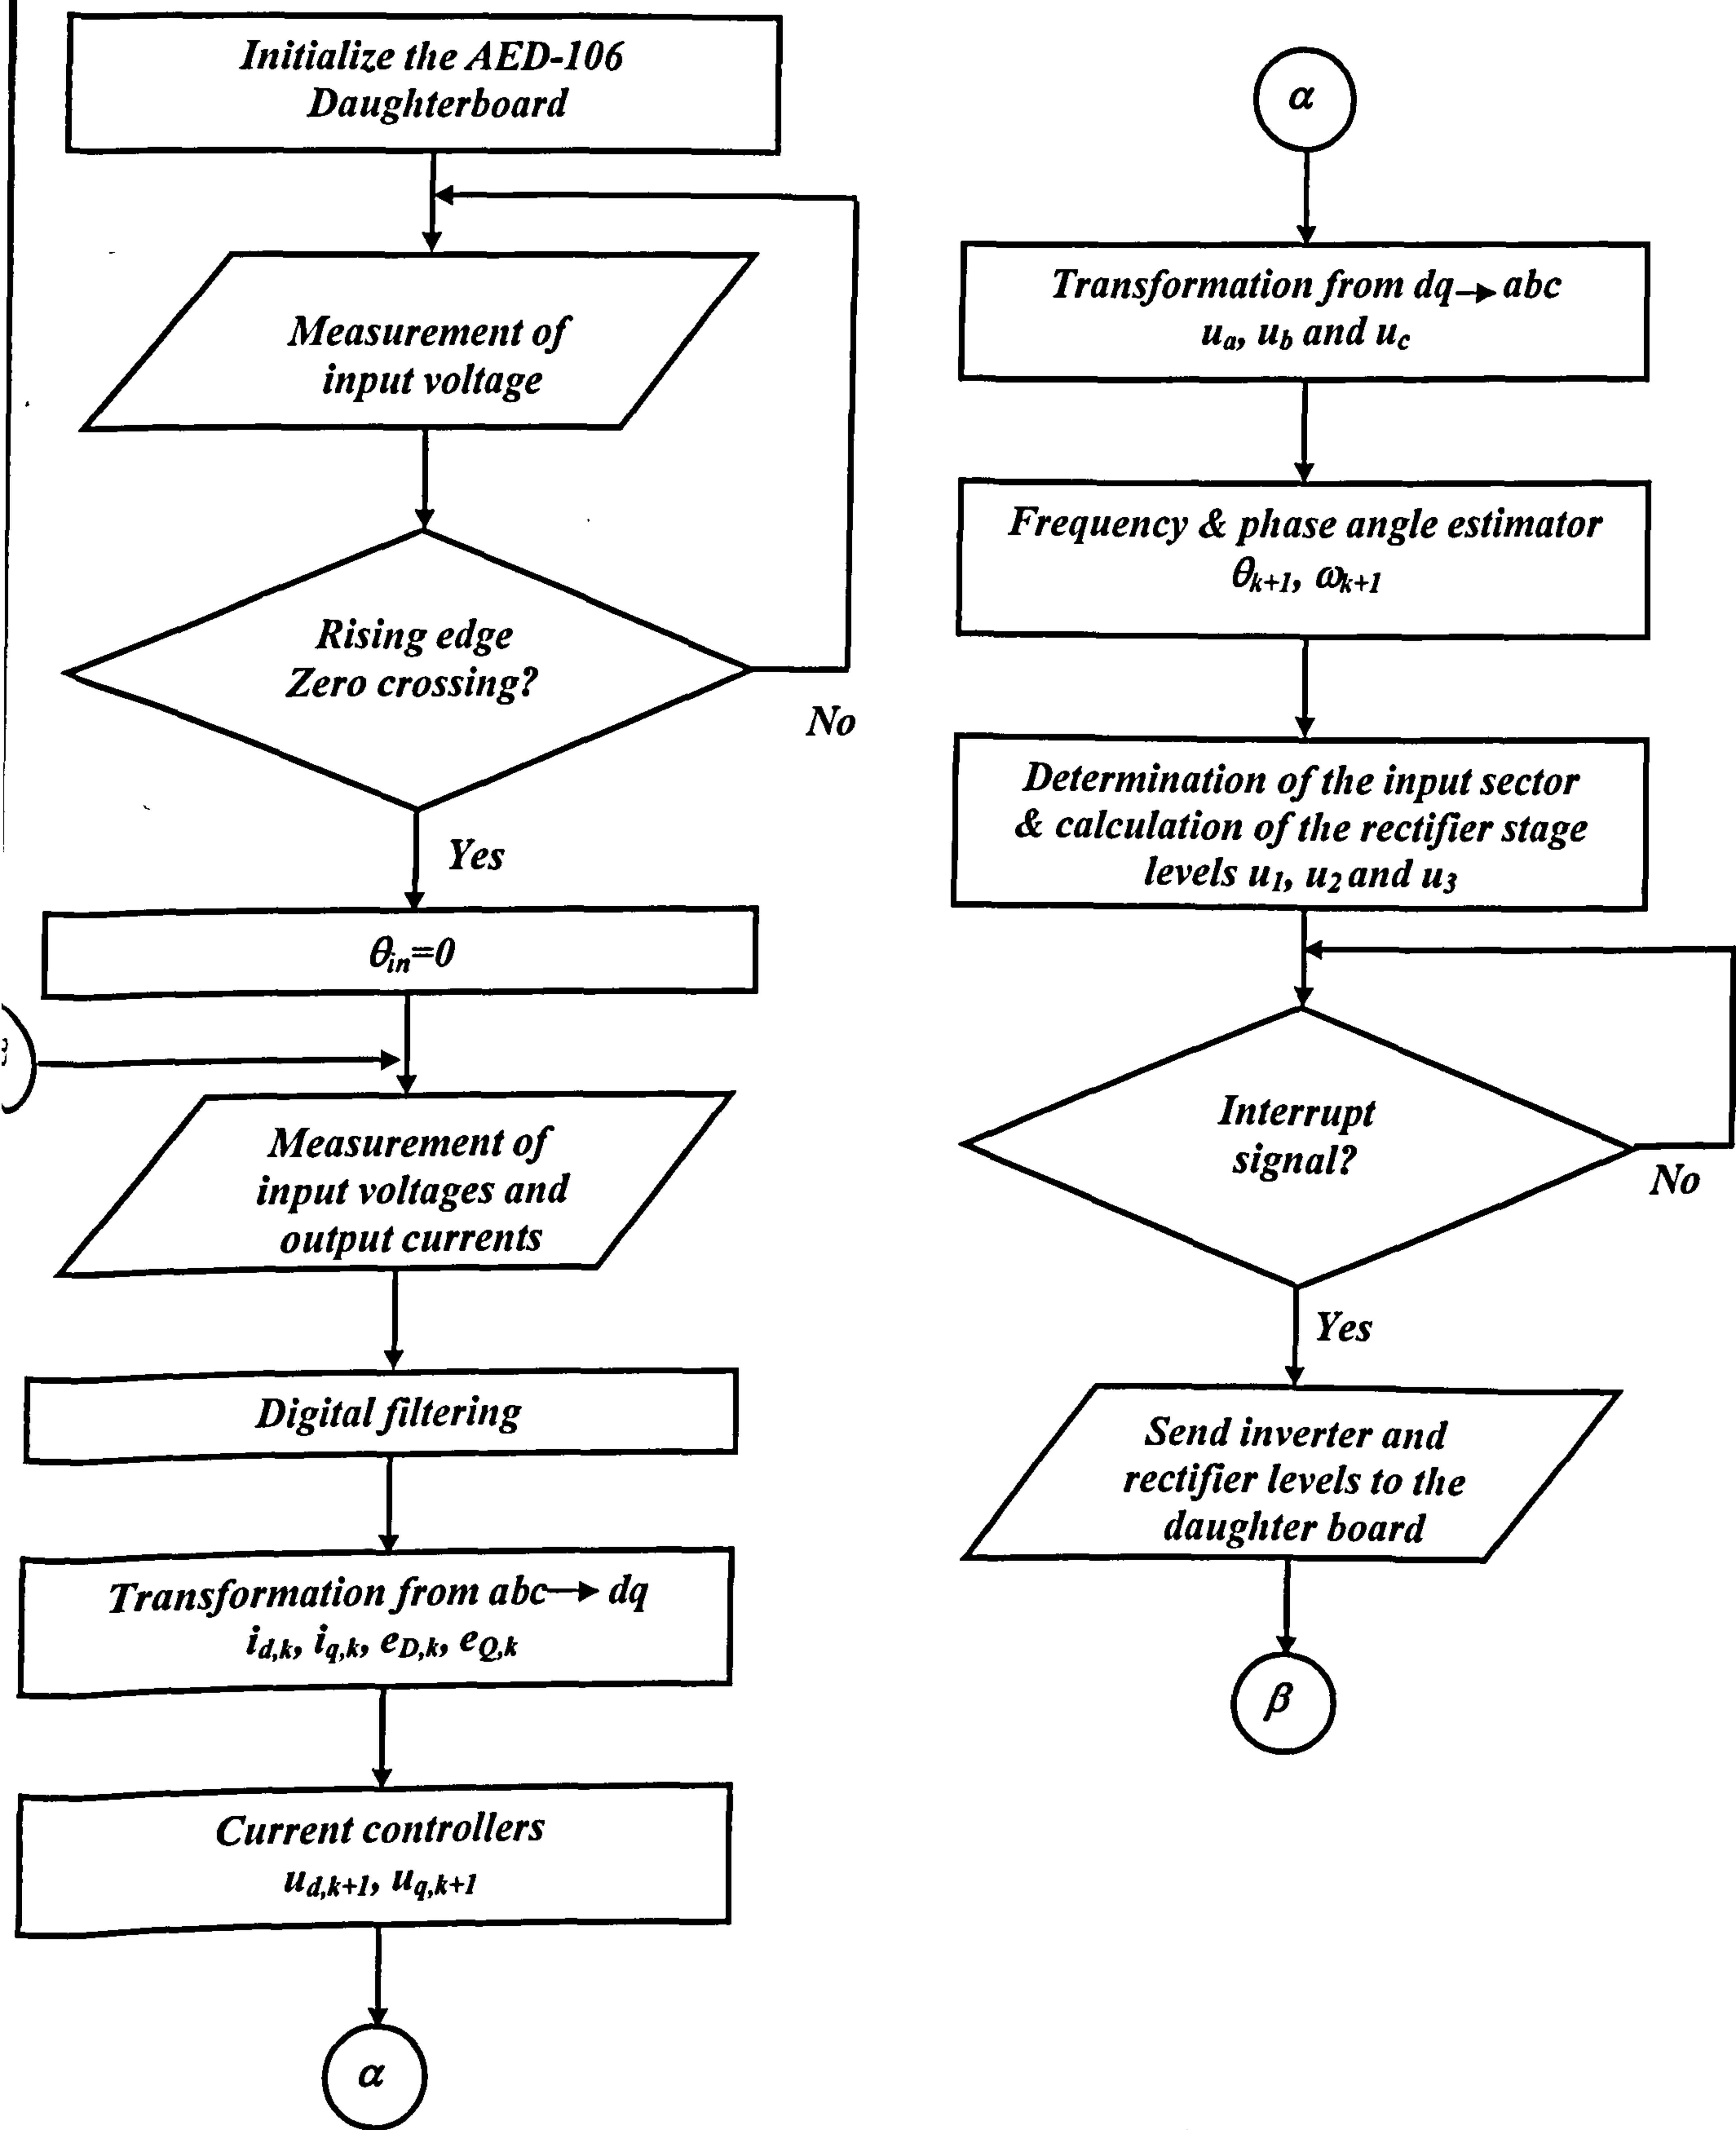 Initialize the AED-106
Daughterboard
Measurement of
input voltage
Rising edge
Zero crossing?
No
Yes
θin=0
Measurement of
input voltages and
output currents
Digital filtering
Transformation from abc→ dq
id,k, iq,k, eD,k, eQ,k
Current controllers
ud,k+1, uq,k+1
α
α
Transformation from dq→ abc
ua, ub and uc
Frequency & phase angle estimator
θk+1, ωk+1
Determination of the input sector
& calculation of the rectifier stage
levels u1, u2 and u3
Interrupt
signal?
No
Yes
Send inverter and
rectifier levels to the
daughter board
β